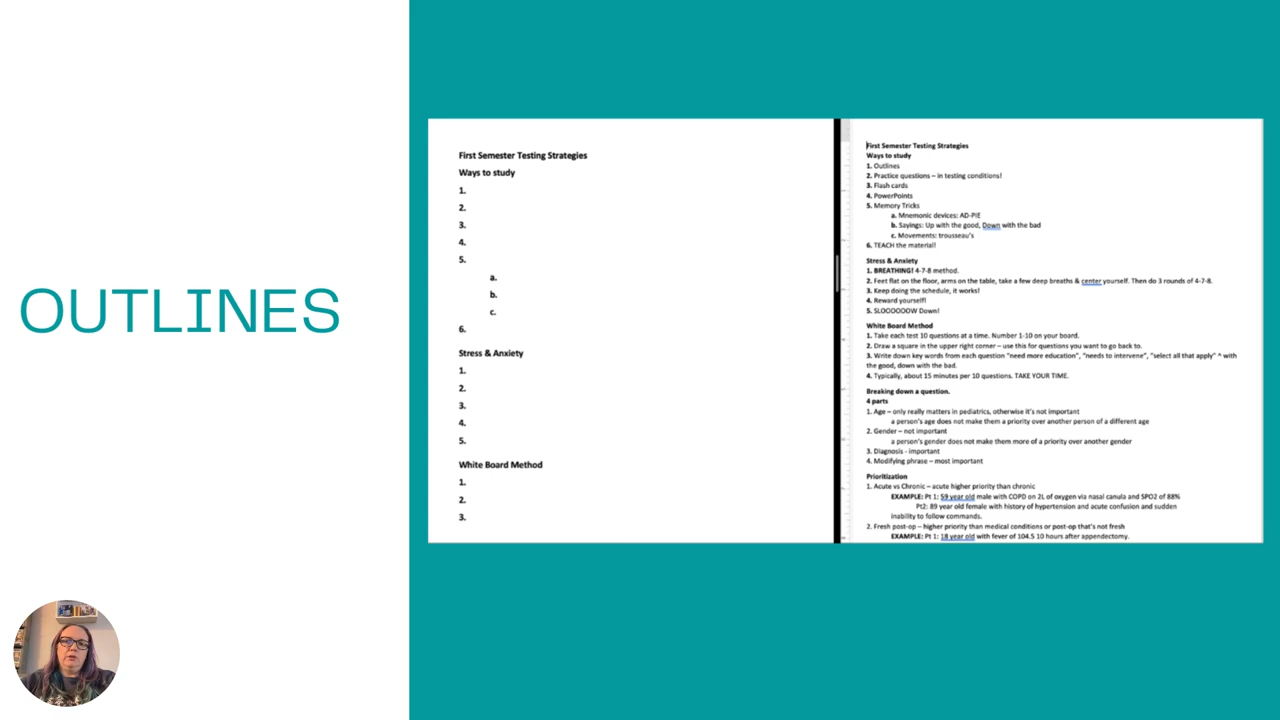 OUTLINES
First Semester Testing Strategies
Ways to study
1.
2.
3.
4.
5.
a.
b.
c.
6.
Stress & Anxiety
1.
2.
3.
4.
5.
White Board Method
1.
2.
3.
First Semester Testing Strategies
Ways to study
1. Outlines
2. Practice questions – in testing conditions!
3. Flash cards
4. PowerPoints
5. Memory Tricks
a. Mnemonic devices: AD-PIE
b. Sayings: Up with the good, Down with the bad
c. Movements: trousseau's
6. TEACH the material!
Stress & Anxiety
1. BREATHING! 4-7-8 method.
2. Feet flat on the floor, arms on the table, take a few deep breaths & center yourself. Then do 3 rounds of 4-7-8.
3. Keep doing the schedule, it works!
4. Reward yourself!
5. SLOOOOOOW Down!
White Board Method
1. Take each test 10 questions at a time. Number 1-10 on your board.
2. Draw a square in the upper right corner – use this for questions you want to go back to.
3. Write down key words from each question "need more education", "needs to intervene", "select all that apply" ^ with
the good, down with the bad.
4. Typically, about 15 minutes per 10 questions. TAKE YOUR TIME.
Breaking down a question.
4 parts
1. Age – only really matters in pediatrics, otherwise it's not important
a person's age does not make them a priority over another person of a different age
2. Gender – not important
a person's gender does not make them more of a priority over another gender
3. Diagnosis - important
4. Modifying phrase – most important
Prioritization
1. Acute vs Chronic – acute higher priority than chronic
EXAMPLE: Pt 1: 59 year old male with COPD on 2L of oxygen via nasal canula and SPO2 of 88%
Pt2: 89 year old female with history of hypertension and acute confusion and sudden
inability to follow commands.
2. Fresh post-op – higher priority than medical conditions or post-op that's not fresh
EXAMPLE: Pt 1: 18 year old with fever of 104.5 10 hours after appendectomy.